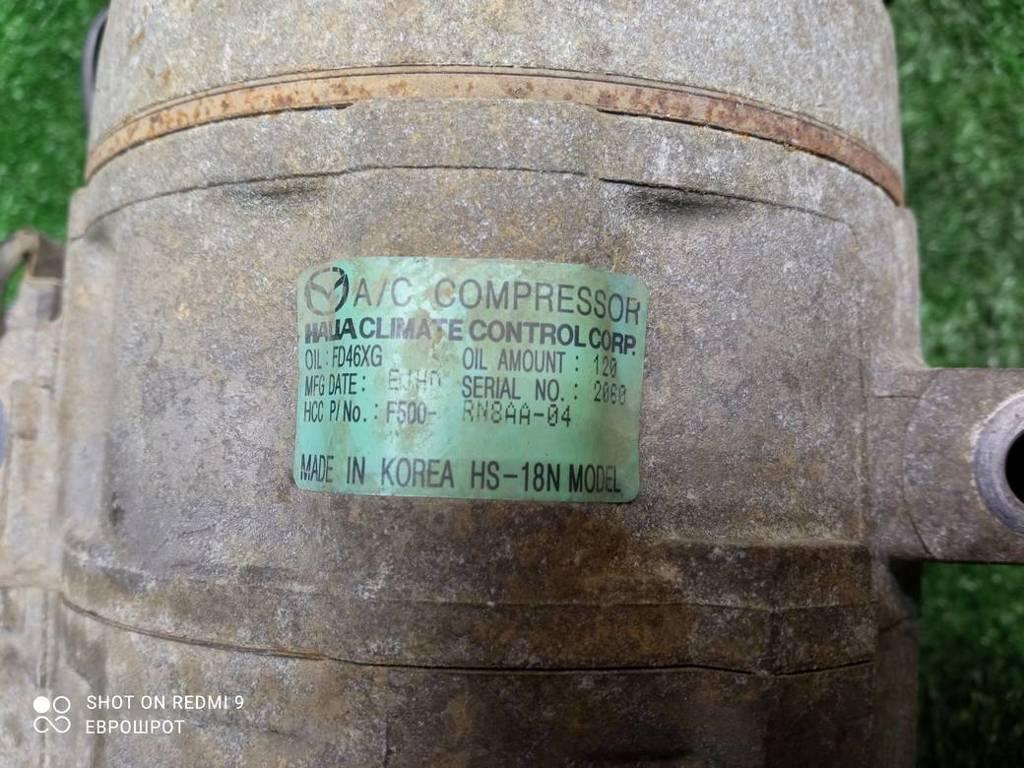 A/C COMPRESSOR
HALLA CLIMATE CONTROL CORP.
OIL : FD46XG OIL AMOUNT : 120
MFG DATE : SERIAL NO. : 2060
HCC P/No. : F500- RN8AA-04
MADE IN KOREA HS-18N MODEL
SHOT ON REDMI 9
ЕВРОШРОТ